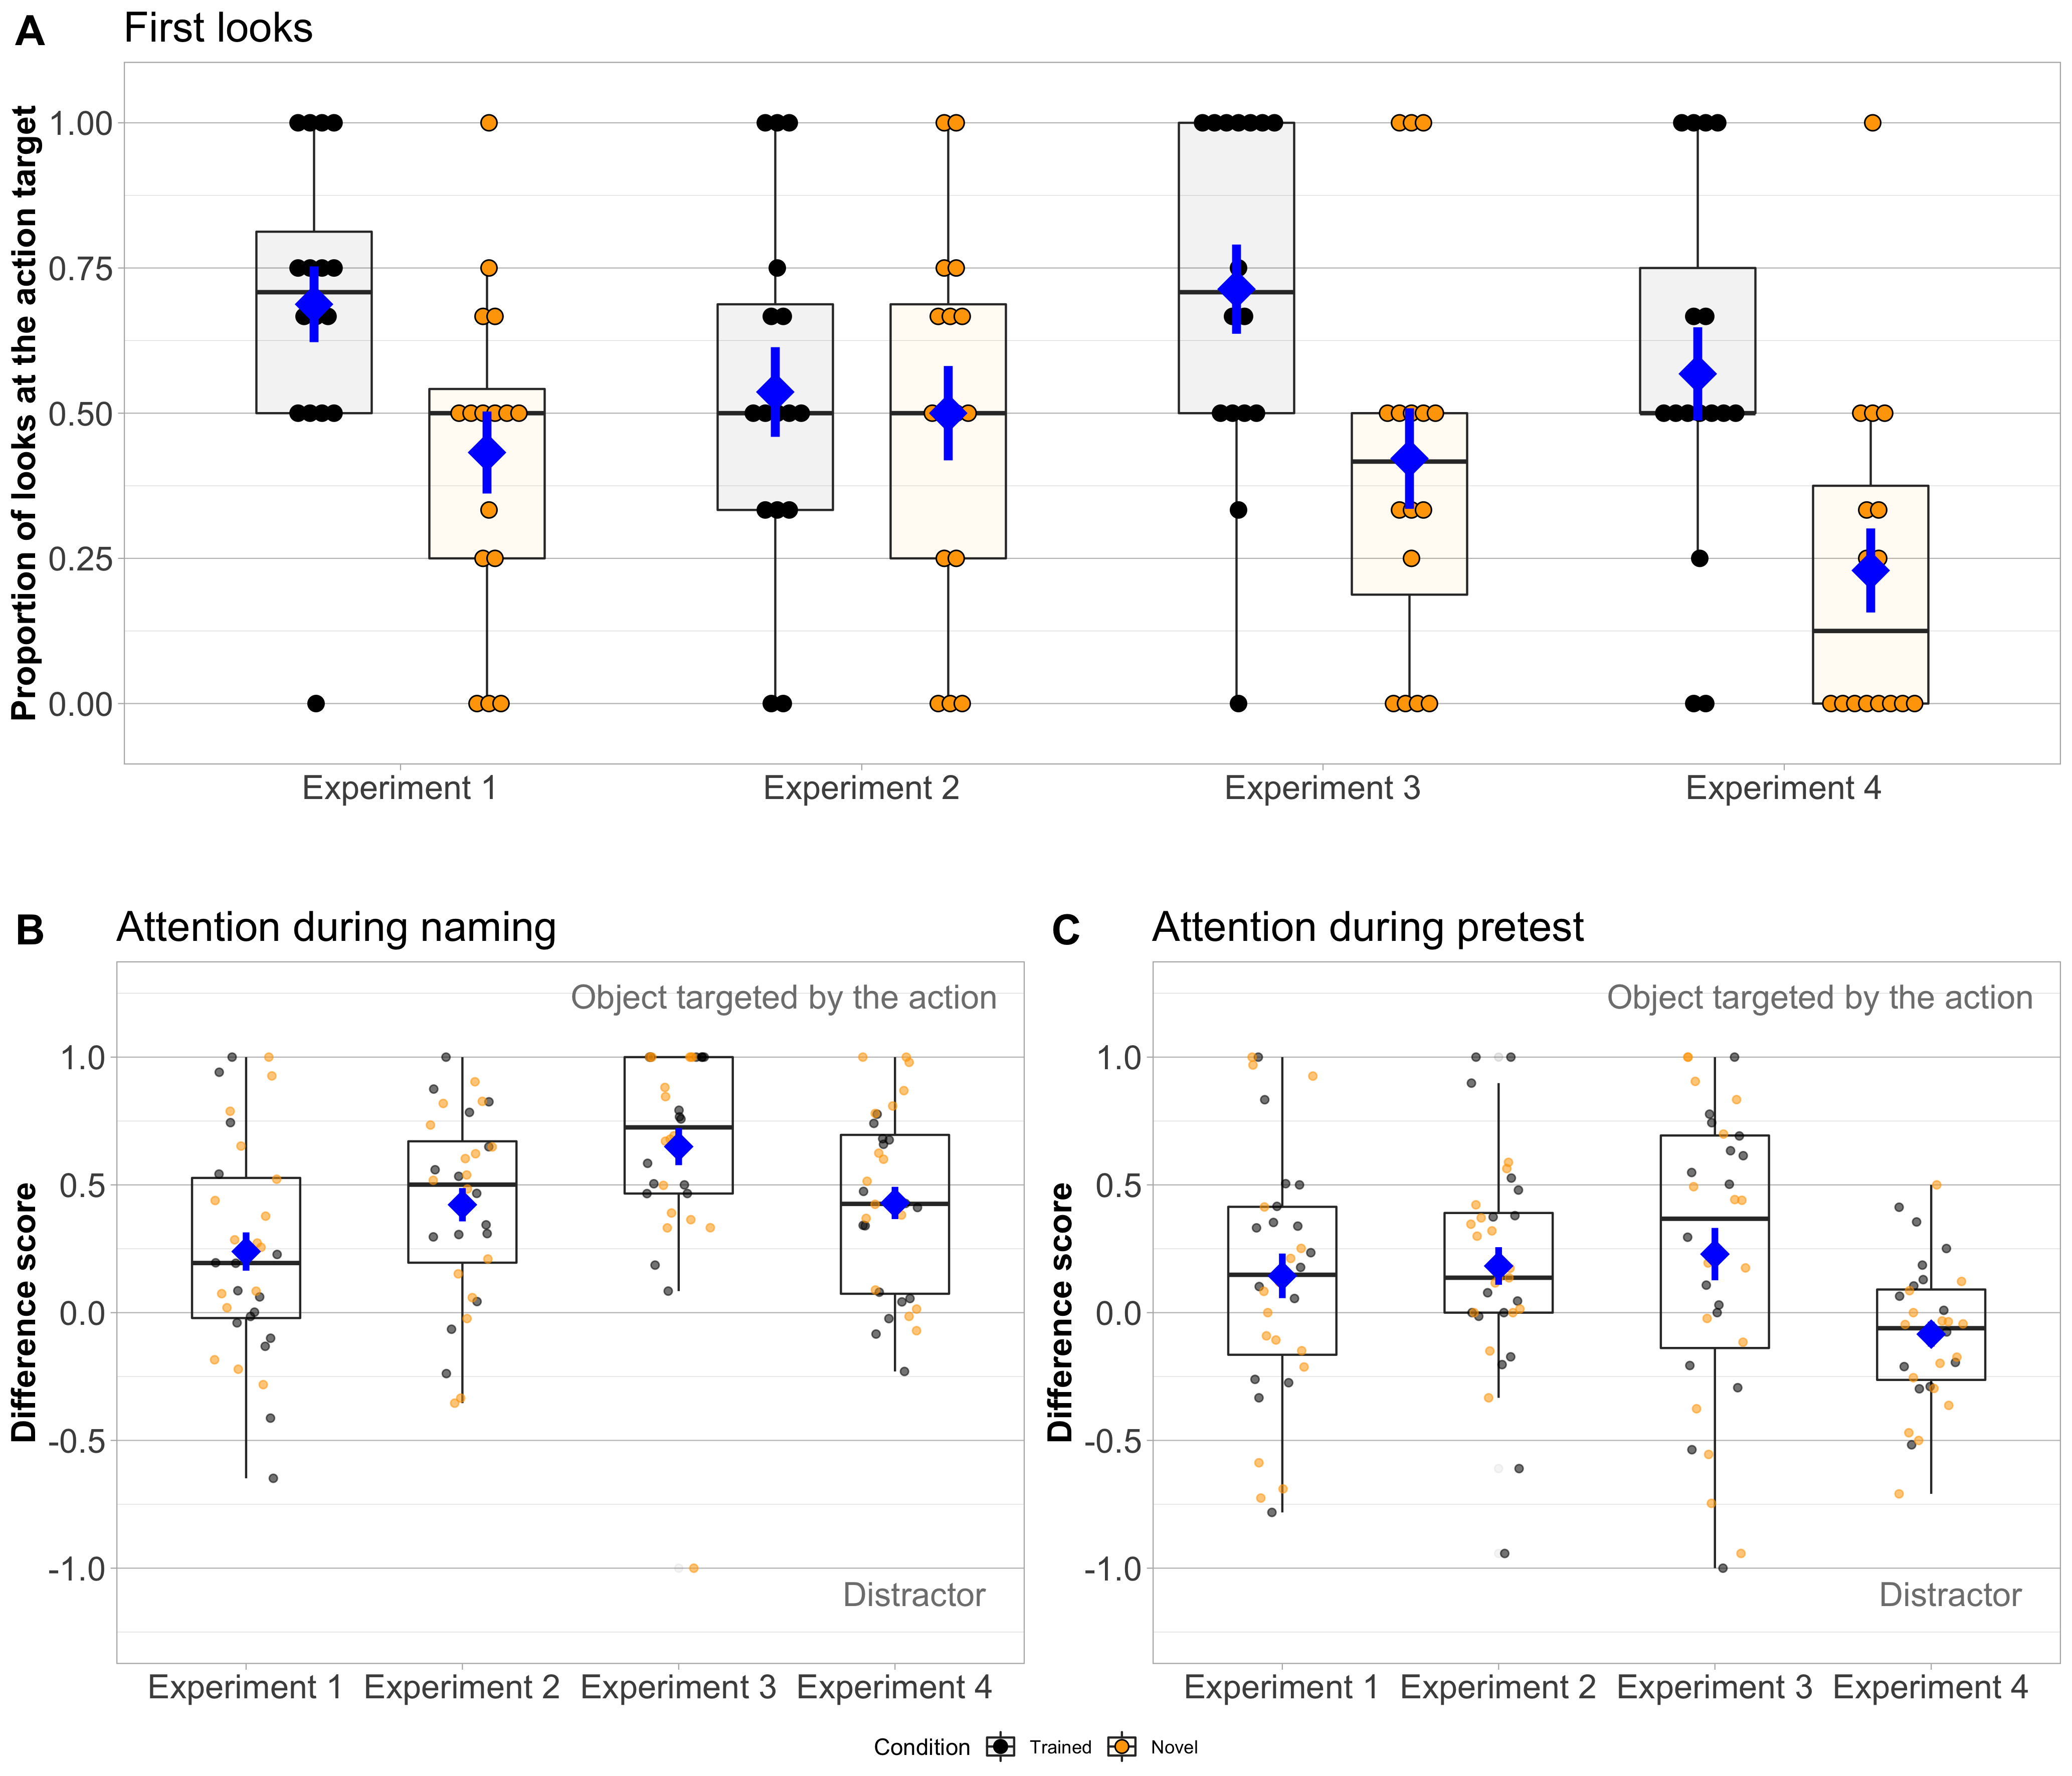 A First looks
Proportion of looks at the action target
1.00
0.75
0.50
0.25
0.00
Experiment 1 Experiment 2 Experiment 3 Experiment 4
B Attention during naming
Object targeted by the action
Difference score
1.0
0.5
0.0
-0.5
-1.0
Distractor
Experiment 1 Experiment 2 Experiment 3 Experiment 4
C Attention during pretest
Object targeted by the action
Difference score
1.0
0.5
0.0
-0.5
-1.0
Distractor
Experiment 1 Experiment 2 Experiment 3 Experiment 4
Condition Trained Novel